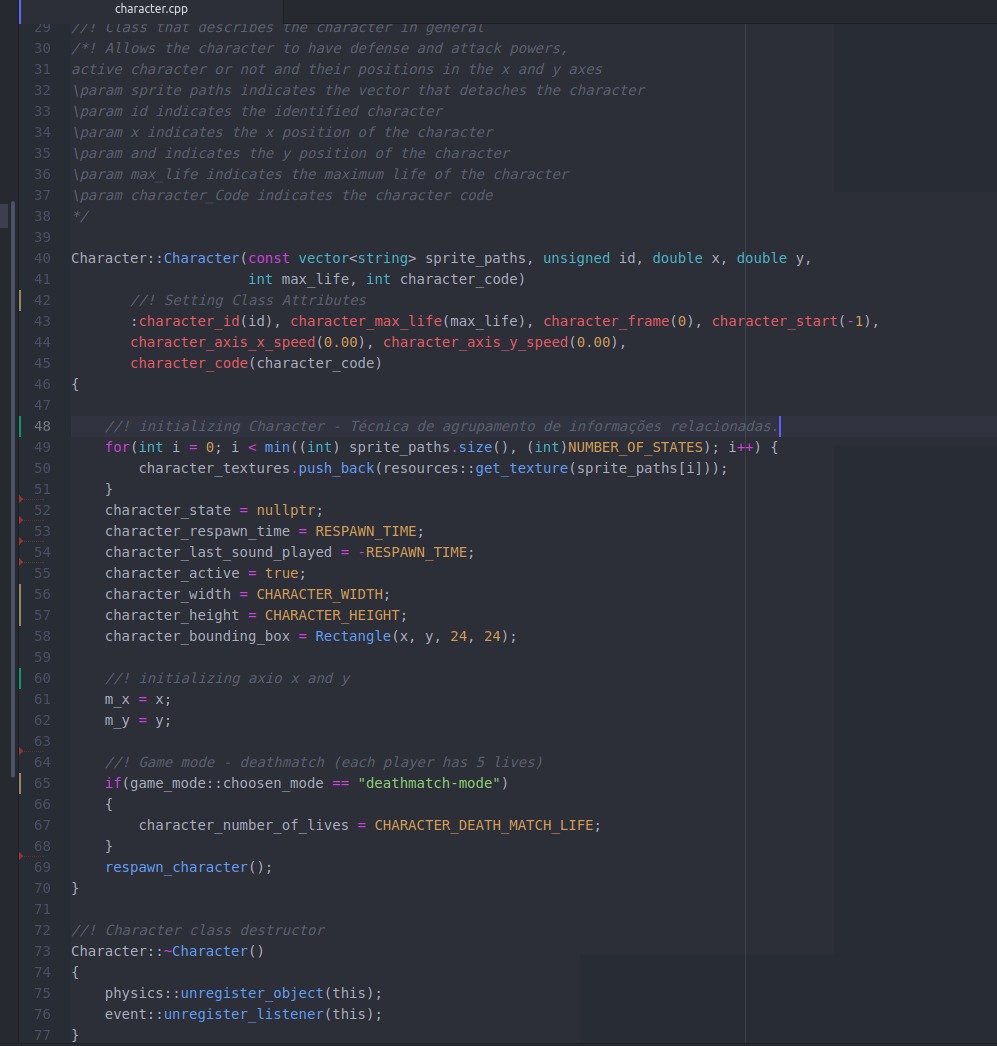 character.cpp
29 //! Class that describes the character in general
30 /*! Allows the character to have defense and attack powers,
31 active character or not and their positions in the x and y axes
32 \param sprite paths indicates the vector that detaches the character
33 \param id indicates the identified character
34 \param x indicates the x position of the character
35 \param and indicates the y position of the character
36 \param max_life indicates the maximum life of the character
37 \param character_Code indicates the character code
38 */
39
40 Character::Character(const vector<string> sprite_paths, unsigned id, double x, double y,
41 int max_life, int character_code)
42 //! Setting Class Attributes
43 :character_id(id), character_max_life(max_life), character_frame(0), character_start(-1),
44 character_axis_x_speed(0.00), character_axis_y_speed(0.00),
45 character_code(character_code)
46 {
47
48 //! initializing Character - Técnica de agrupamento de informações relacionadas.
49 for(int i = 0; i < min((int) sprite_paths.size(), (int)NUMBER_OF_STATES); i++) {
50 character_textures.push_back(resources::get_texture(sprite_paths[i]));
51 }
52 character_state = nullptr;
53 character_respawn_time = RESPAWN_TIME;
54 character_last_sound_played = -RESPAWN_TIME;
55 character_active = true;
56 character_width = CHARACTER_WIDTH;
57 character_height = CHARACTER_HEIGHT;
58 character_bounding_box = Rectangle(x, y, 24, 24);
59
60 //! initializing axio x and y
61 m_x = x;
62 m_y = y;
63
64 //! Game mode - deathmatch (each player has 5 lives)
65 if(game_mode::choosen_mode == "deathmatch-mode")
66 {
67 character_number_of_lives = CHARACTER_DEATH_MATCH_LIFE;
68 }
69 respawn_character();
70 }
71
72 //! Character class destructor
73 Character::~Character()
74 {
75 physics::unregister_object(this);
76 event::unregister_listener(this);
77 }